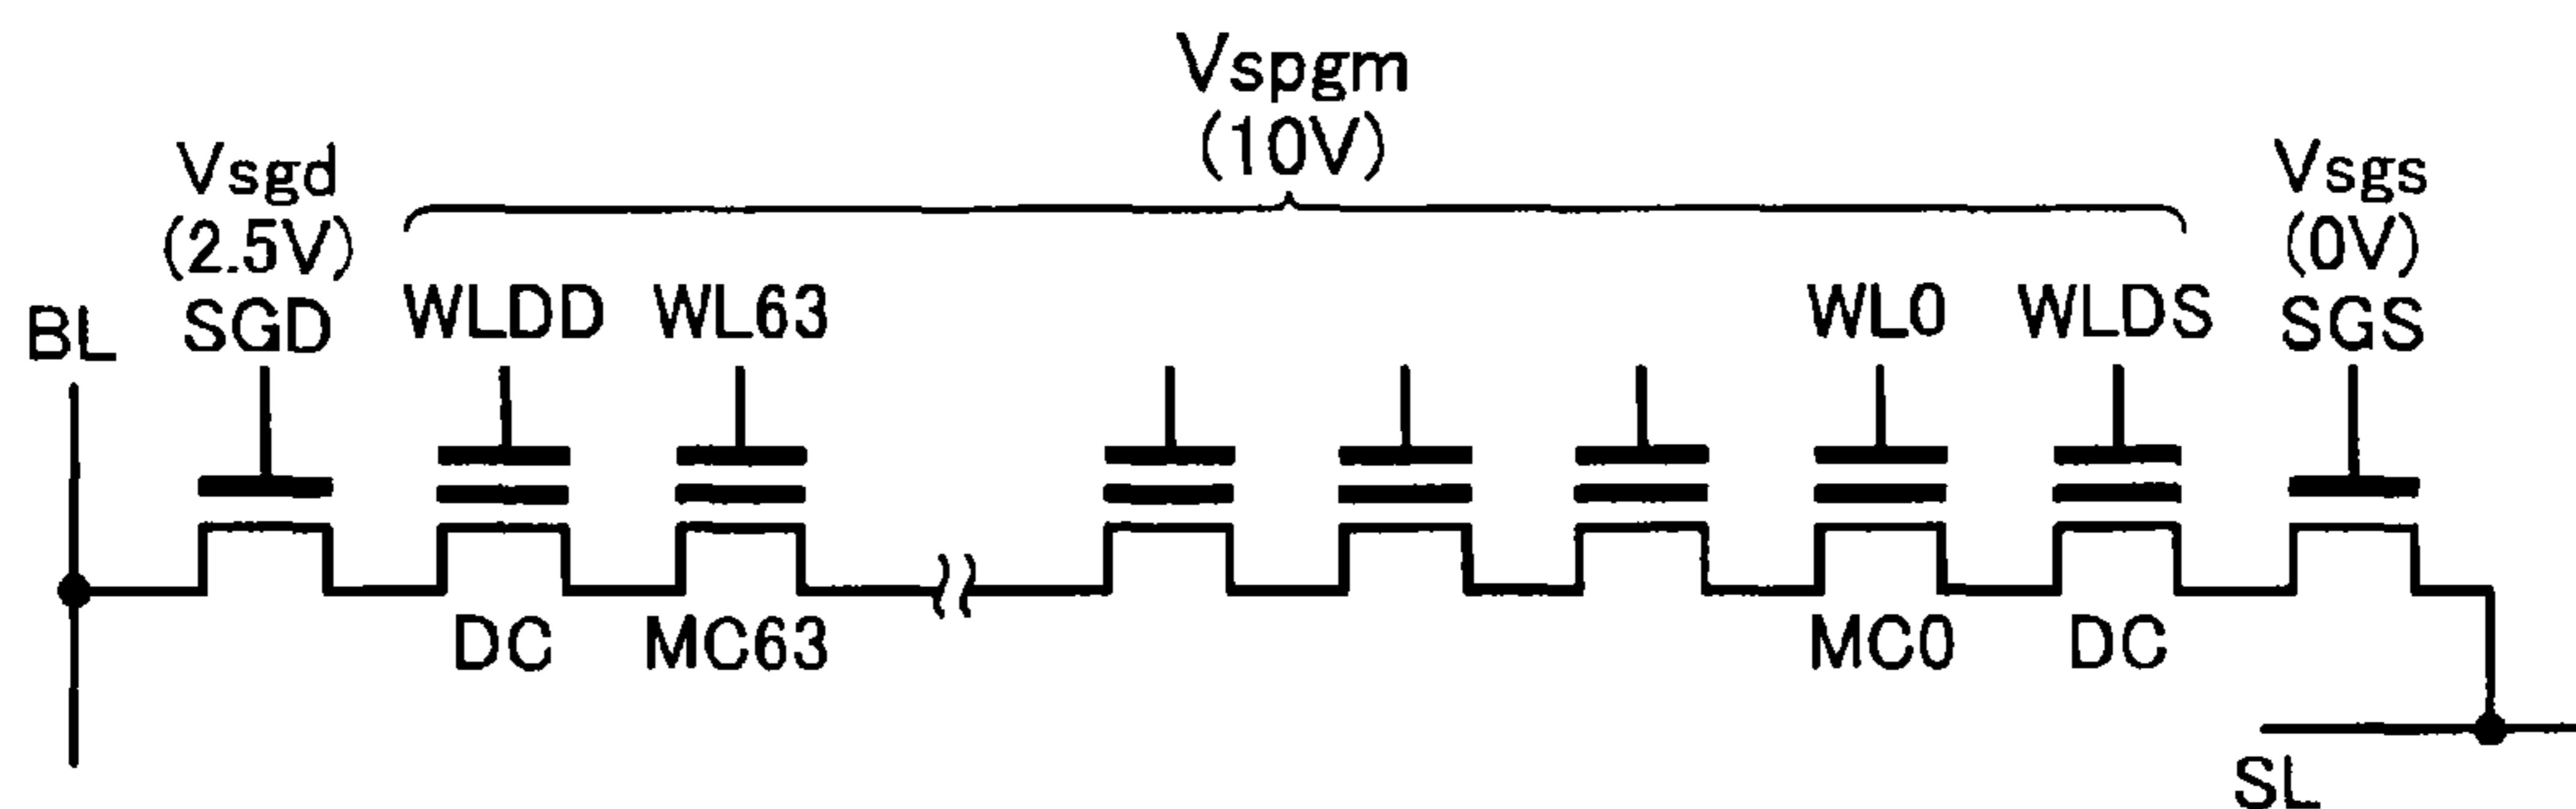 Vspgm
(10V)
Vsgd
(2.5V)
Vsgs
(0V)
BL SGD WLDD WL63 WL0 WLDS SGS
DC MC63 MC0 DC
SL